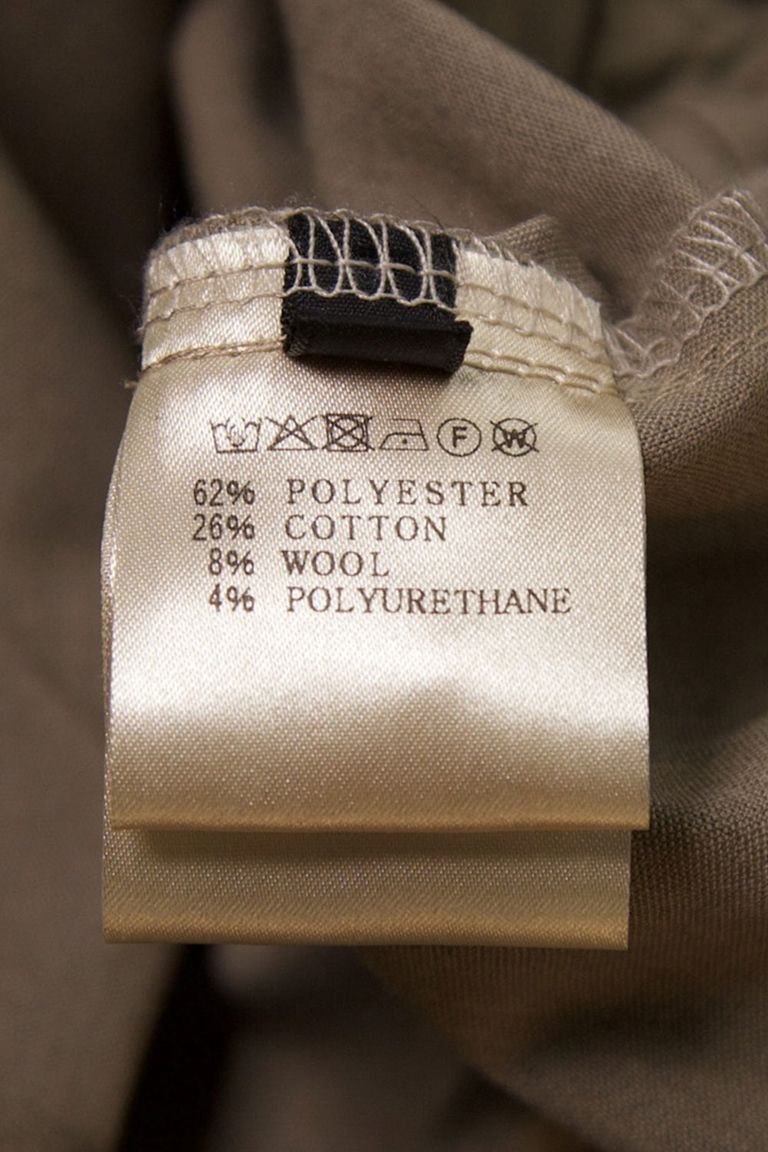 F W
62% POLYESTER
26% COTTON
8% WOOL
4% POLYURETHANE